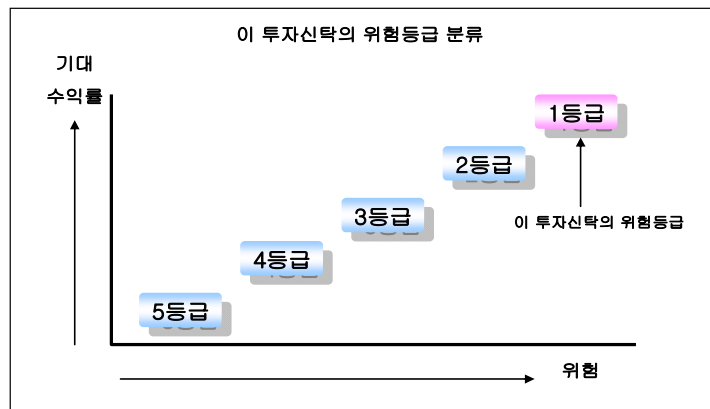 이 투자신탁의 위험등급 분류
기대
수익률
1등급
2등급
3등급
이 투자신탁의 위험등급
4등급
5등급
위험